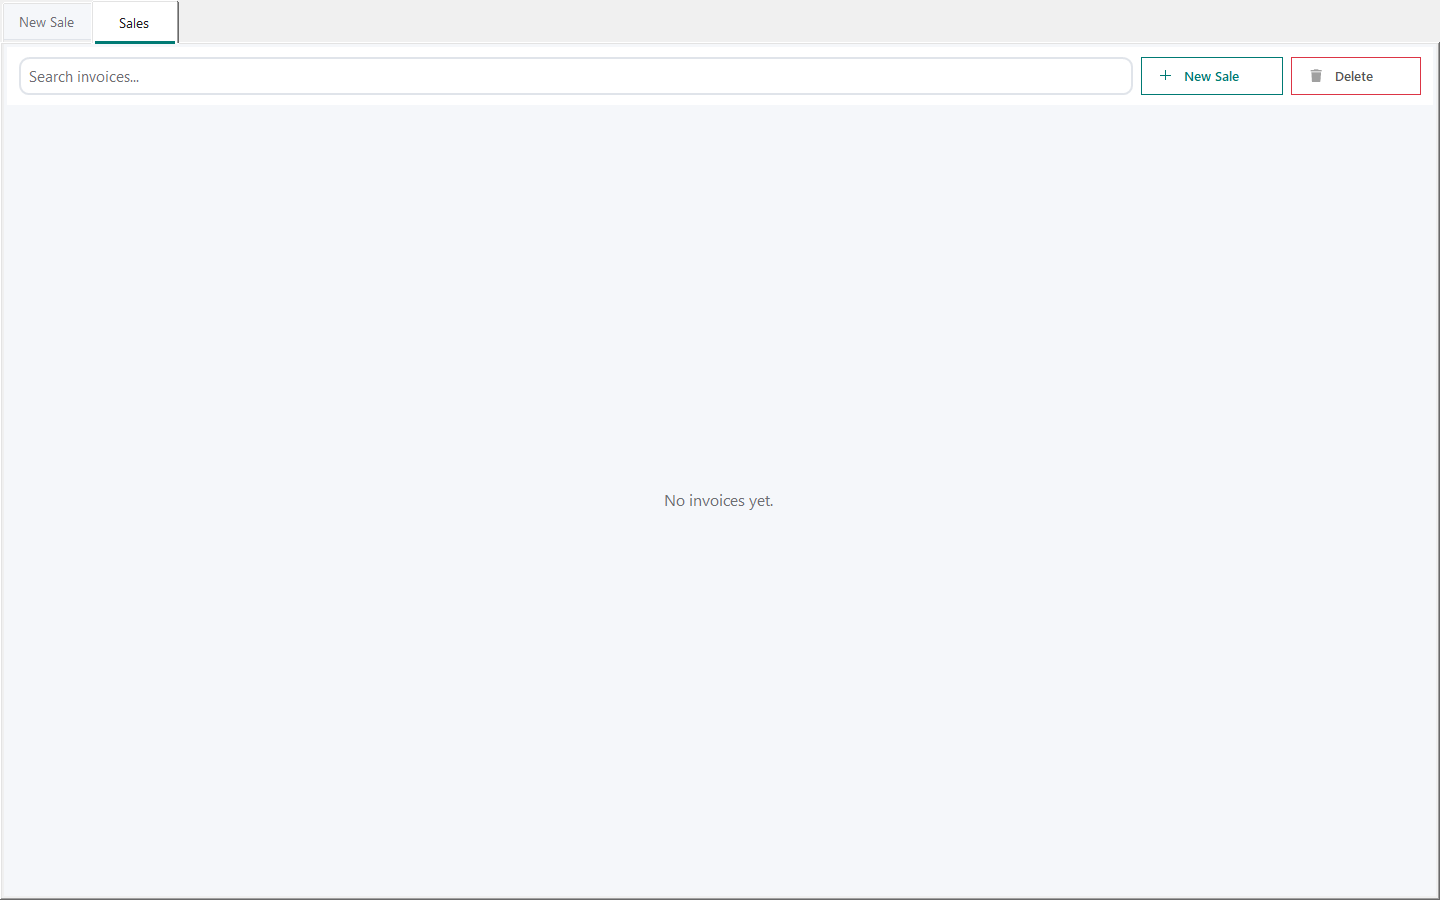 New Sale
Sales
Search invoices...
New Sale
Delete
No invoices yet.